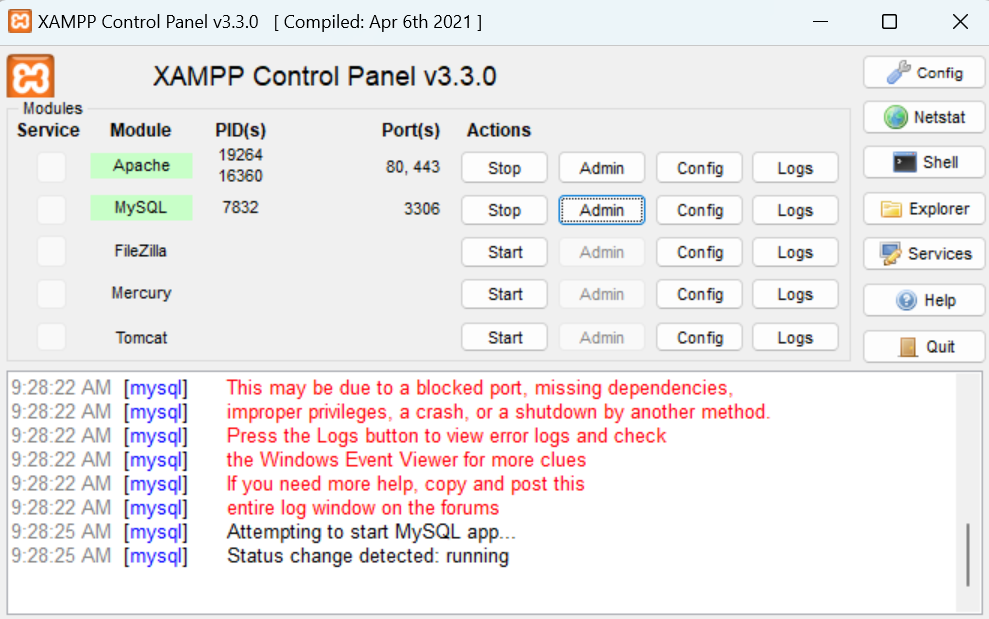 XAMPP Control Panel v3.3.0 [ Compiled: Apr 6th 2021 ]
XAMPP Control Panel v3.3.0
Config
Modules
Service Module PID(s) Port(s) Actions
Netstat
Apache 19264 16360 80, 443 Stop Admin Config Logs
Shell
MySQL 7832 3306 Stop Admin Config Logs
Explorer
FileZilla Start Admin Config Logs
Services
Mercury Start Admin Config Logs
Help
Tomcat Start Admin Config Logs
Quit
9:28:22 AM [mysql] This may be due to a blocked port, missing dependencies,
9:28:22 AM [mysql] improper privileges, a crash, or a shutdown by another method.
9:28:22 AM [mysql] Press the Logs button to view error logs and check
9:28:22 AM [mysql] the Windows Event Viewer for more clues
9:28:22 AM [mysql] If you need more help, copy and post this
9:28:22 AM [mysql] entire log window on the forums
9:28:25 AM [mysql] Attempting to start MySQL app...
9:28:25 AM [mysql] Status change detected: running